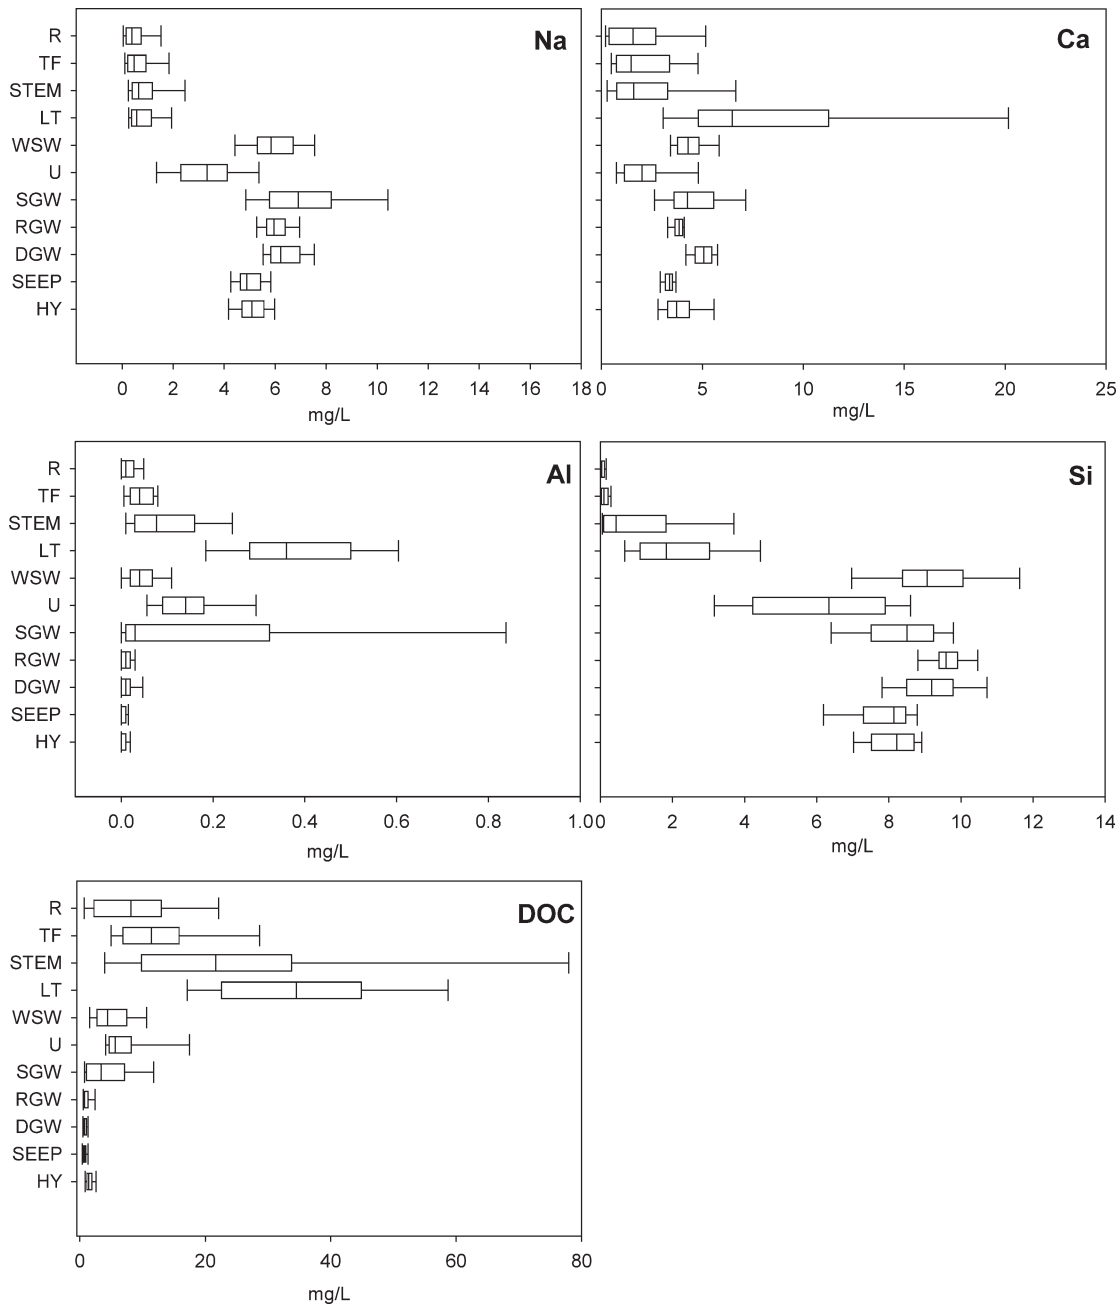 Na
R
TF
STEM
LT
WSW
U
SGW
RGW
DGW
SEEP
HY
0 2 4 6 8 10 12 14 16 18
mg/L
Ca
0 5 10 15 20 25
mg/L
Al
R
TF
STEM
LT
WSW
U
SGW
RGW
DGW
SEEP
HY
0.0 0.2 0.4 0.6 0.8 1.0
mg/L
Si
0 2 4 6 8 10 12 14
mg/L
DOC
R
TF
STEM
LT
WSW
U
SGW
RGW
DGW
SEEP
HY
0 20 40 60 80
mg/L